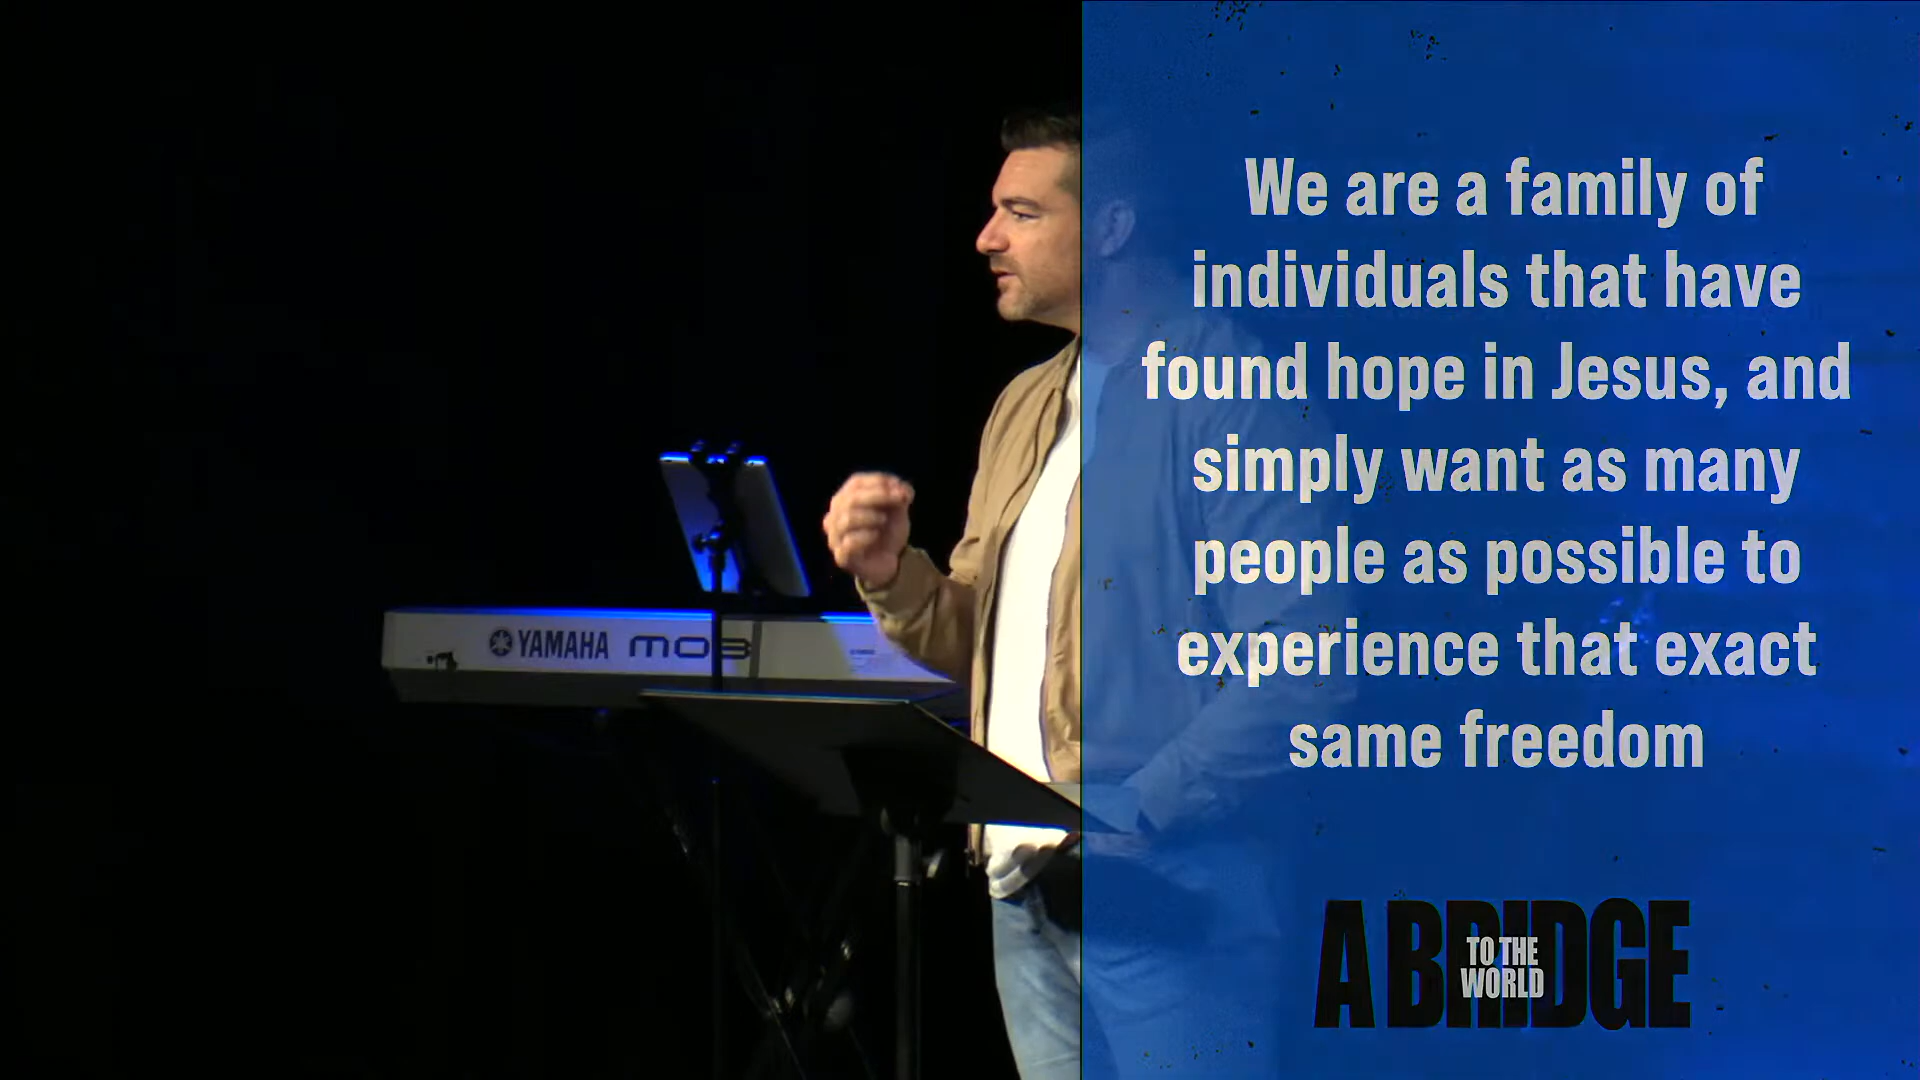 We are a family of
individuals that have
found hope in Jesus, and
simply want as many
people as possible to
experience that exact
same freedom
A BRIDGE
TO THE
WORLD
YAMAHA